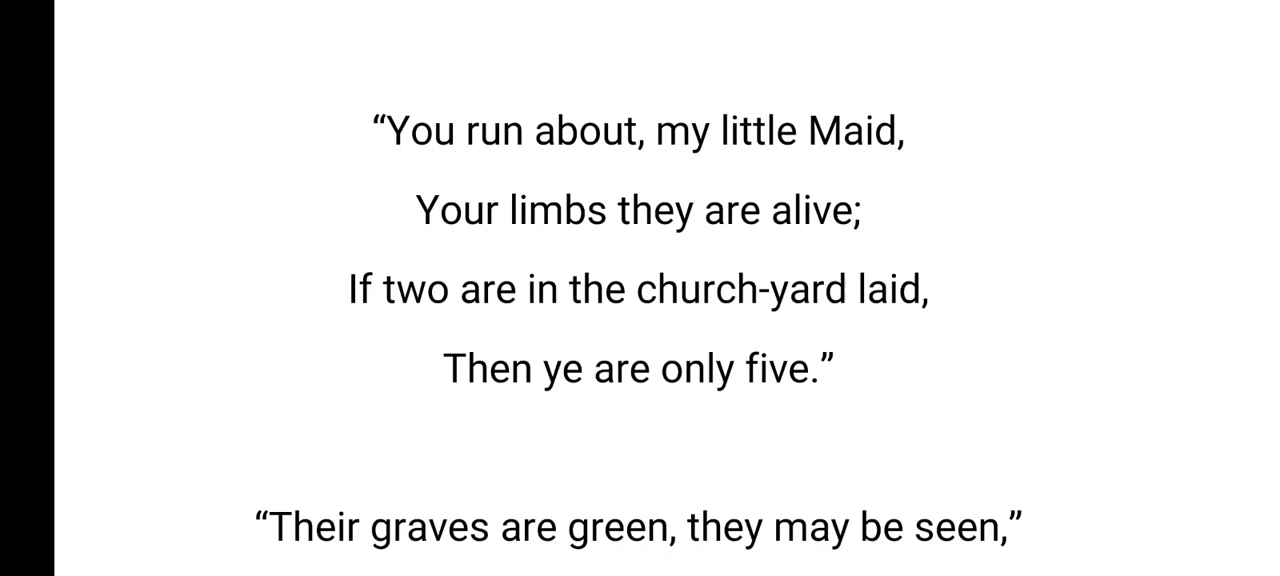 “You run about, my little Maid,
Your limbs they are alive;
If two are in the church-yard laid,
Then ye are only five.”
“Their graves are green, they may be seen,”